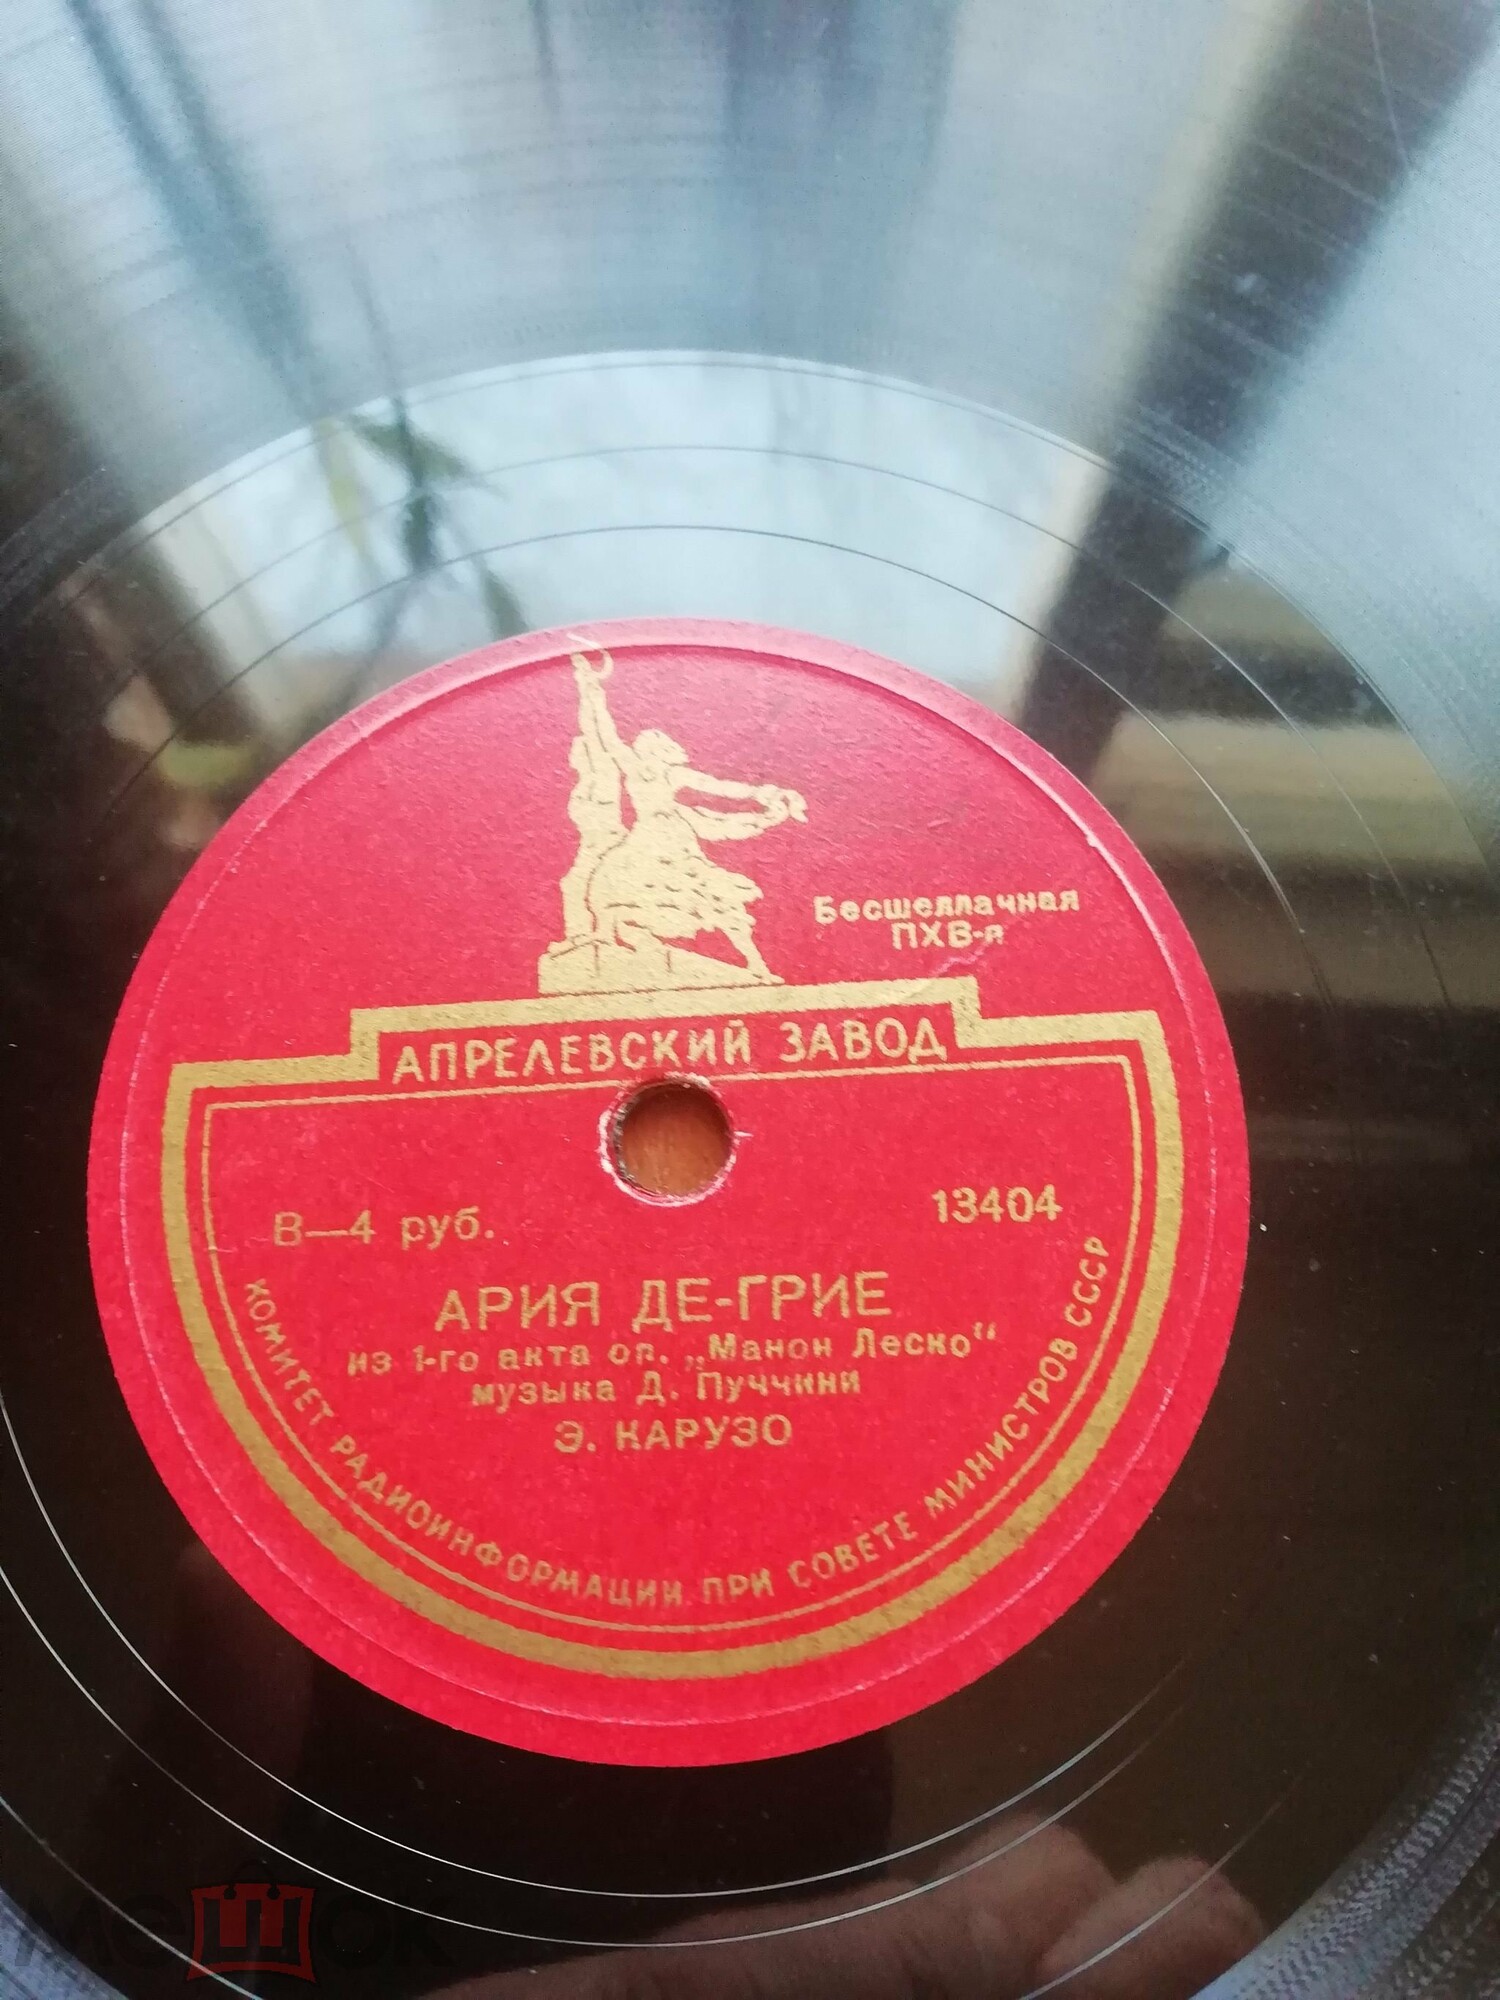 Бесшеллачная
ПХВ-я
АПРЕЛЕВСКИЙ ЗАВОД
В—4 руб.
13404
АРИЯ ДЕ-ГРИЕ
из 1-го акта оп. „Манон Леско“
музыка Д. Пуччини
Э. КАРУЗО
КОМИТЕТ РАДИОИНФОРМАЦИИ ПРИ СОВЕТЕ МИНИСТРОВ СССР
мешок